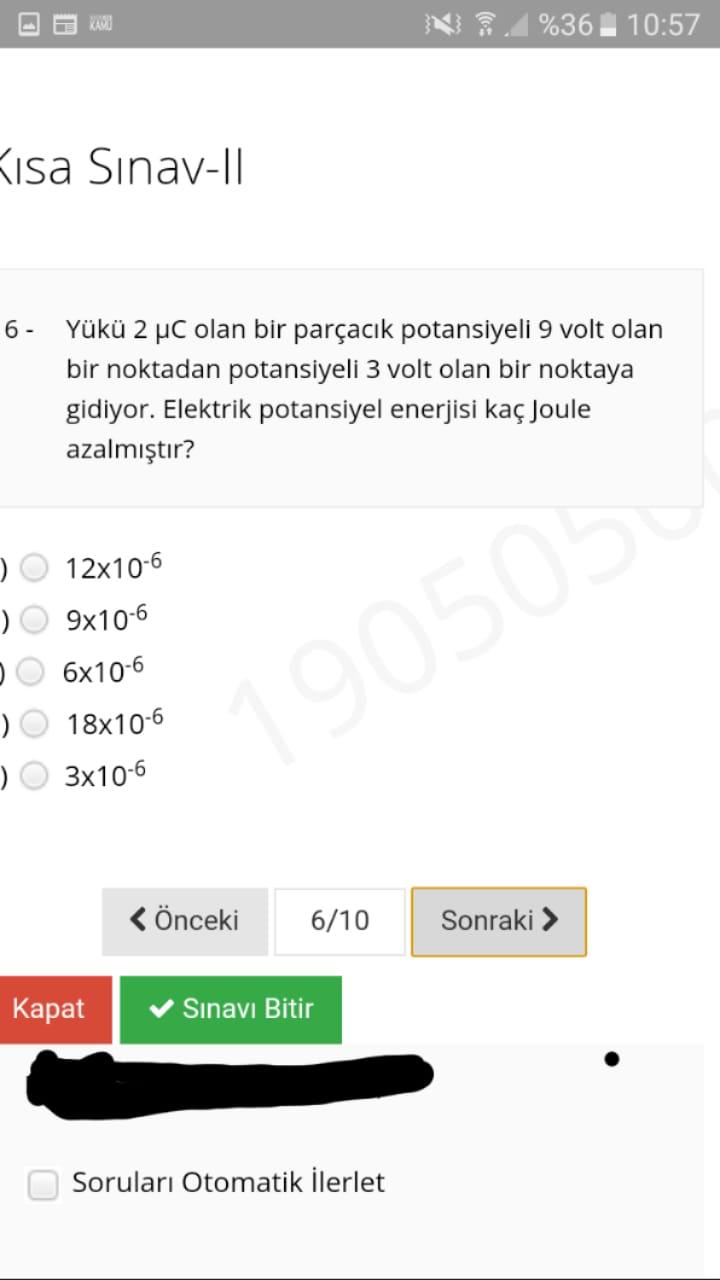 KAMU
%36 10:57
Kısa Sınav-II
6 - Yükü 2 µC olan bir parçacık potansiyeli 9 volt olan
bir noktadan potansiyeli 3 volt olan bir noktaya
gidiyor. Elektrik potansiyel enerjisi kaç Joule
azalmıştır?
) 12x10⁻⁶
) 9x10⁻⁶
) 6x10⁻⁶
) 18x10⁻⁶
) 3x10⁻⁶
190505
Önceki 6/10 Sonraki
Kapat Sınavı Bitir
Soruları Otomatik İlerlet